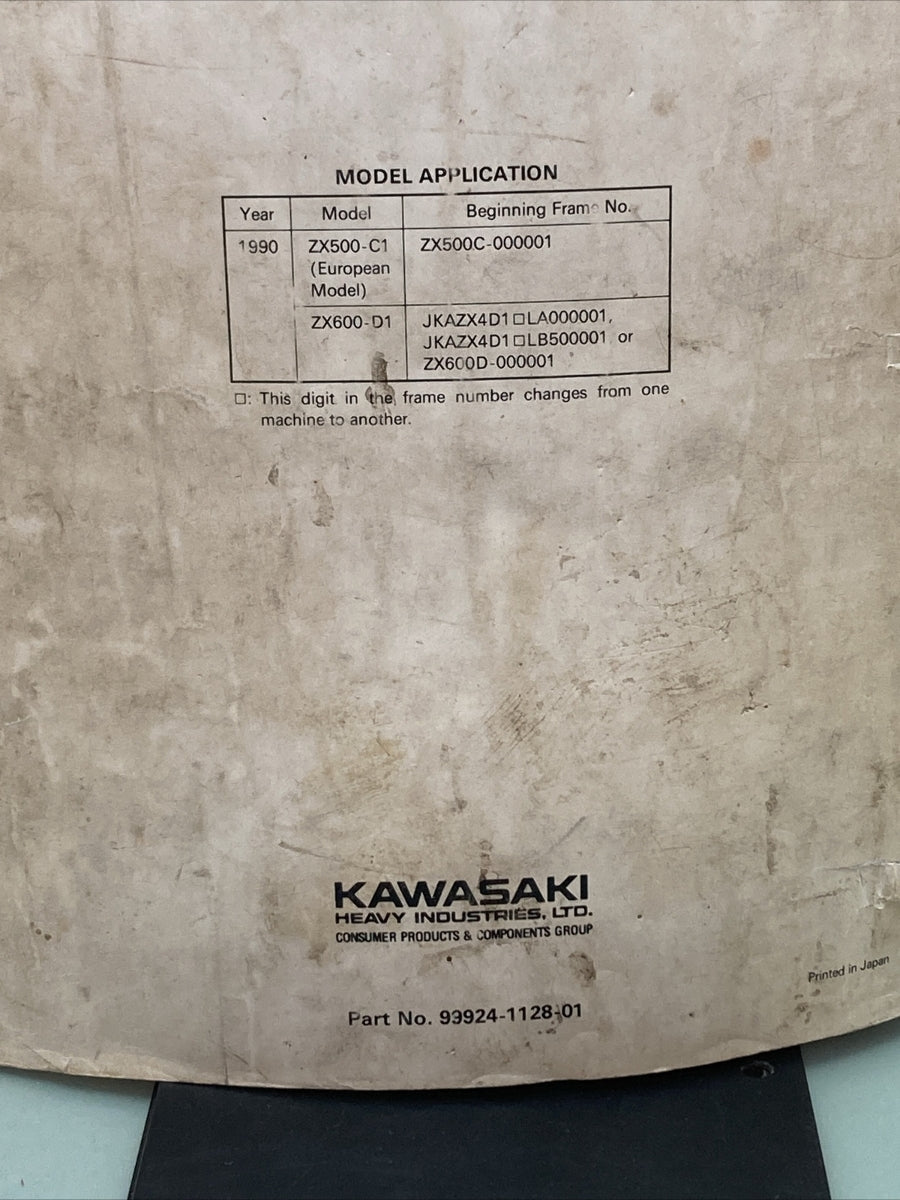 MODEL APPLICATION
Year Model Beginning Frame No.
1990 ZX500-C1 ZX500C-000001
(European
Model)
ZX600-D1 JKAZX4D1□LA000001,
JKAZX4D1□LB500001 or
ZX600D-000001
□: This digit in the frame number changes from one
machine to another.
KAWASAKI
HEAVY INDUSTRIES, LTD.
CONSUMER PRODUCTS & COMPONENTS GROUP
Printed in Japan
Part No. 93924-1128-01